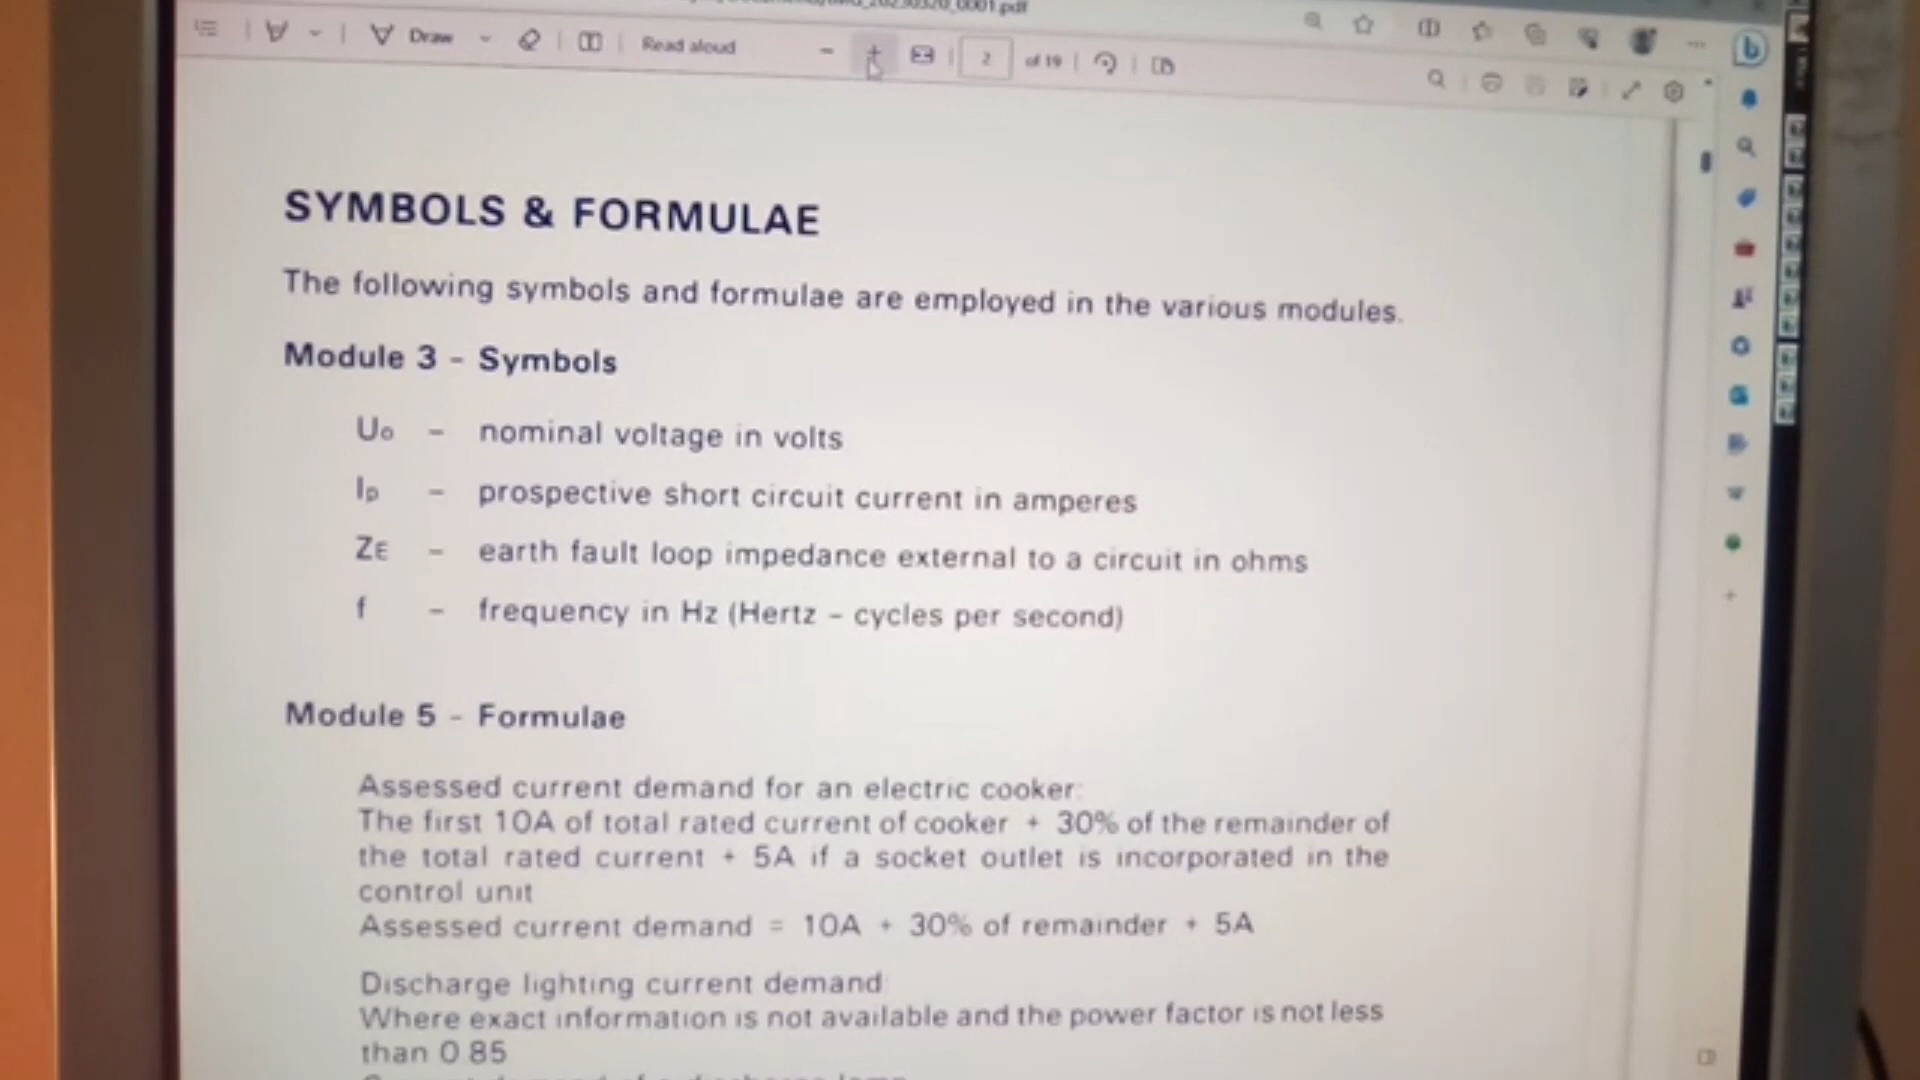 0001.pdf
Draw
Read aloud
2 of 19
SYMBOLS & FORMULAE
The following symbols and formulae are employed in the various modules.
Module 3 - Symbols
Uo - nominal voltage in volts
Ip - prospective short circuit current in amperes
ZE - earth fault loop impedance external to a circuit in ohms
f - frequency in Hz (Hertz - cycles per second)
Module 5 - Formulae
Assessed current demand for an electric cooker:
The first 10A of total rated current of cooker + 30% of the remainder of
the total rated current + 5A if a socket outlet is incorporated in the
control unit
Assessed current demand = 10A + 30% of remainder + 5A
Discharge lighting current demand
Where exact information is not available and the power factor is not less
than 0.85